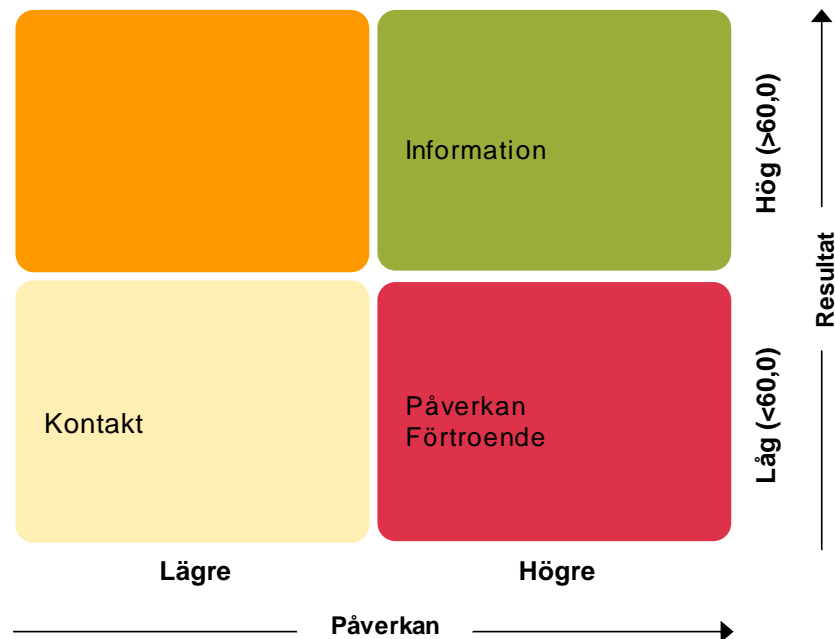 Information
Hög (>60,0)
Resultat
Kontakt
Påverkan
Förtroende
Låg (<60,0)
Lägre
Högre
Påverkan